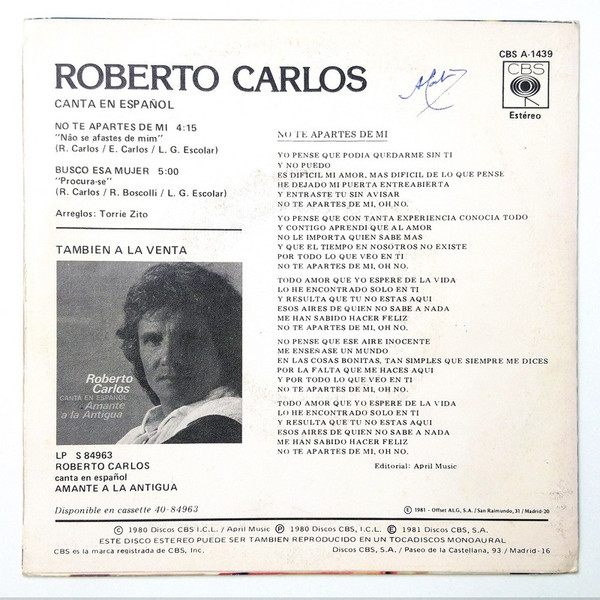 CBS A-1439
CBS
Estéreo
ROBERTO CARLOS
CANTA EN ESPAÑOL
NO TE APARTES DE MI 4:15
"Não se afastes de mim"
(R. Carlos / E. Carlos / L. G. Escolar)
BUSCO ESA MUJER 5:00
"Procura-se"
(R. Carlos / R. Boscolli / L. G. Escolar)
Arreglos: Torrie Zito
TAMBIEN A LA VENTA
Roberto
Carlos
CANTA EN ESPAÑOL
Amante
a la Antigua
LP S 84963
ROBERTO CARLOS
canta en español
AMANTE A LA ANTIGUA
Disponible en cassette 40-84963
NO TE APARTES DE MI
YO PENSE QUE PODIA QUEDARME SIN TI
Y NO PUEDO
ES DIFICIL MI AMOR, MAS DIFICIL DE LO QUE PENSE
HE DEJADO MI PUERTA ENTREABIERTA
Y ENTRASTE TU SIN AVISAR
NO TE APARTES DE MI, OH NO.
YO PENSE QUE CON TANTA EXPERIENCIA CONOCIA TODO
Y CONTIGO APRENDI QUE AL AMOR
NO LE IMPORTA QUIEN SABE MAS
Y QUE EL TIEMPO EN NOSOTROS NO EXISTE
POR TODO LO QUE VEO EN TI
NO TE APARTES DE MI, OH NO.
TODO AMOR QUE YO ESPERE DE LA VIDA
LO HE ENCONTRADO SOLO EN TI
Y RESULTA QUE TU NO ESTAS AQUI
ESOS AIRES DE QUIEN NO SABE A NADA
ME HAN SABIDO HACER FELIZ
NO TE APARTES DE MI, OH NO.
NO PENSE QUE ESE AIRE INOCENTE
ME ENSEÑASE UN MUNDO
EN LAS COSAS BONITAS, TAN SIMPLES QUE SIEMPRE ME DICES
POR LA FALTA QUE ME HACES AQUI
Y POR TODO LO QUE VEO EN TI
NO TE APARTES DE MI, OH NO.
TODO AMOR QUE YO ESPERE DE LA VIDA
LO HE ENCONTRADO SOLO EN TI
Y RESULTA QUE TU NO ESTAS AQUI
ESOS AIRES DE QUIEN NO SABE A NADA
ME HAN SABIDO HACER FELIZ
NO TE APARTES DE MI, OH NO.
Editorial: April Music
Ⓔ 1981 - Offset ALG, S.A. / San Raimundo, 31 / Madrid-20
© 1980 Discos CBS I.C.L. / April Music Ⓟ 1980 Discos CBS, I.C.L. Ⓔ 1981 Discos CBS, S.A.
ESTE DISCO ESTEREO PUEDE SER TAMBIEN REPRODUCIDO EN UN TOCADISCOS MONOAURAL
CBS es la marca registrada de CBS, Inc. Discos CBS, S.A. / Paseo de la Castellana, 93 / Madrid-16